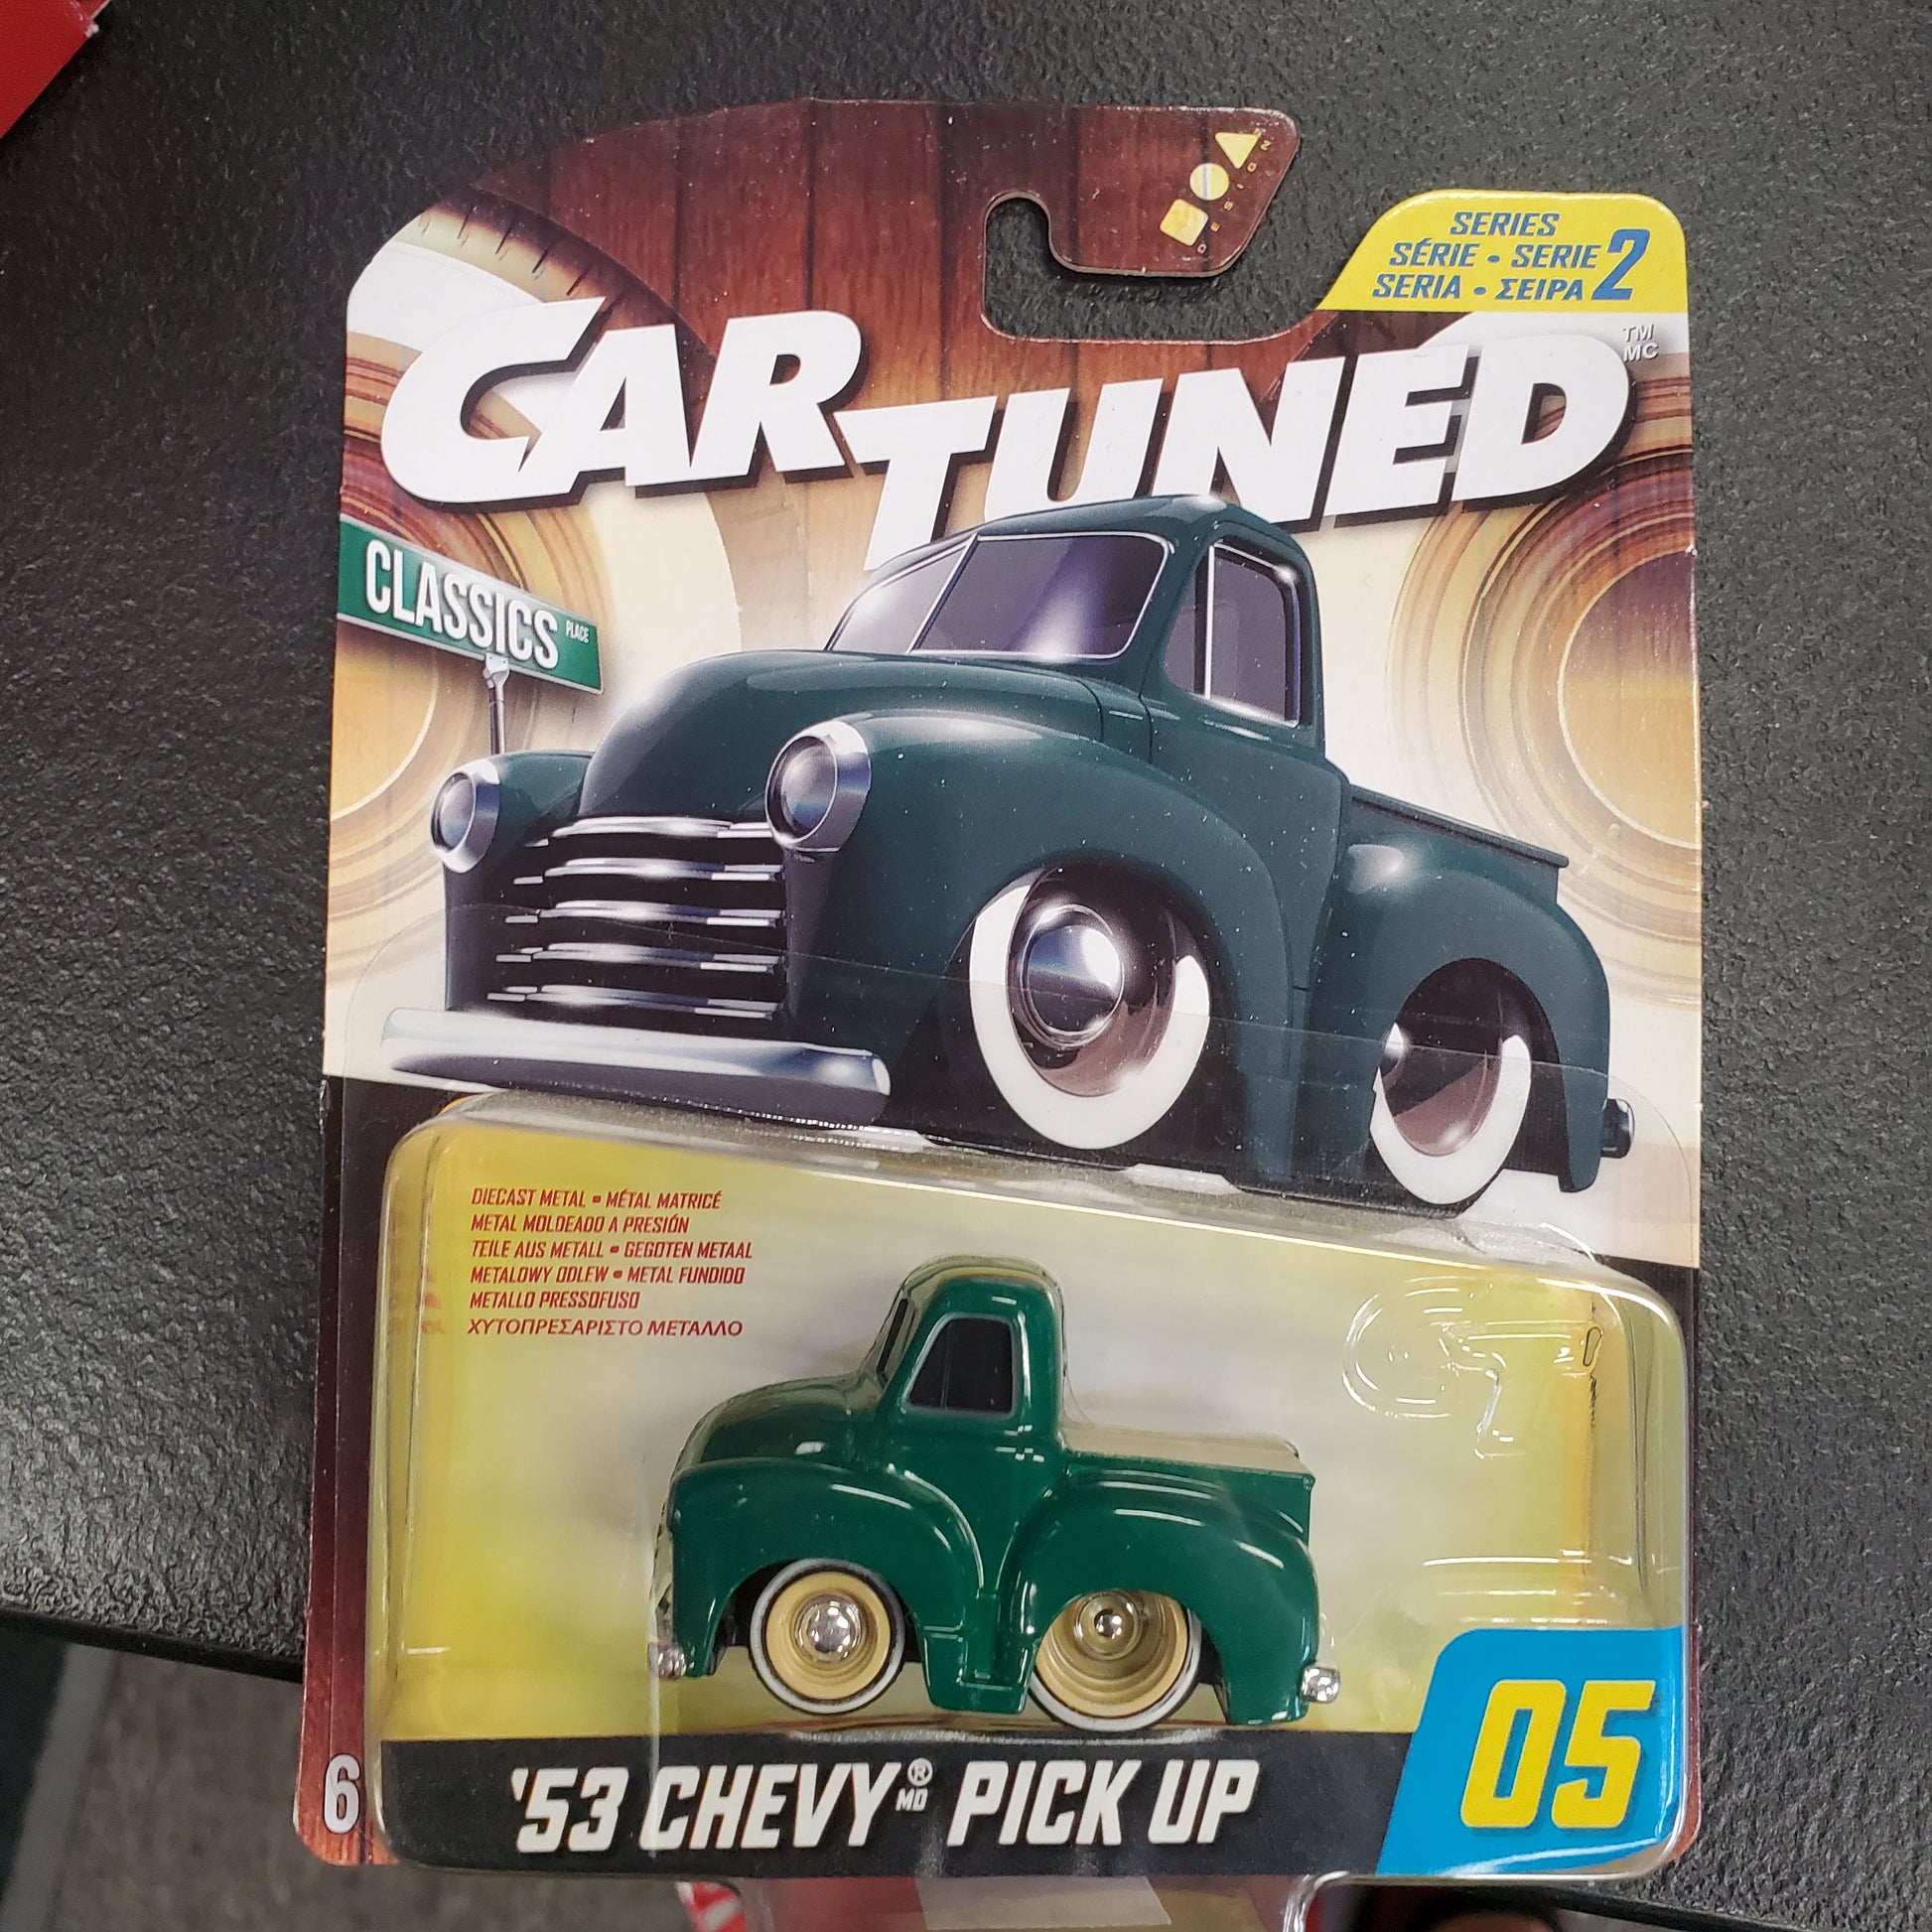 DESIGN
SERIES
SÉRIE • SERIE 2
SERIA • ΣΕΙΡΑ
CAR TUNED
TM
MC
CLASSICS PLACE
DIECAST METAL • MÉTAL MATRICÉ
METAL MOLDEADO A PRESIÓN
TEILE AUS METALL • GEGOTEN METAAL
METALOWY ODLEW • METAL FUNDIDO
METALLO PRESSOFUSO
ΧΥΤΟΠΡΕΣΑΡΙΣΤΟ ΜΕΤΑΛΛΟ
6
'53 CHEVY® MD PICK UP
05